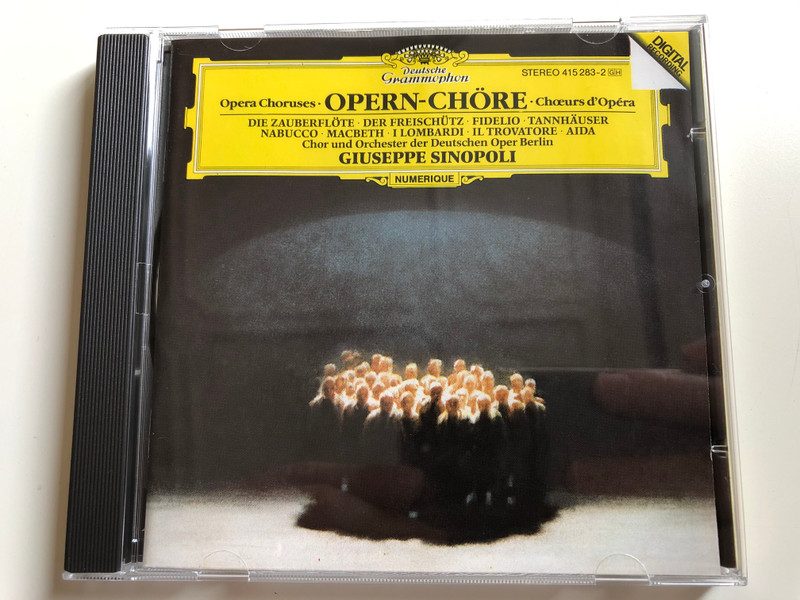 Deutsche
Grammophon
STEREO 415 283-2 GH
DIGITAL
RECORDING
Opera Choruses · OPERN-CHÖRE · Chœurs d'Opéra
DIE ZAUBERFLÖTE · DER FREISCHÜTZ · FIDELIO · TANNHÄUSER
NABUCCO · MACBETH · I LOMBARDI · IL TROVATORE · AIDA
Chor und Orchester der Deutschen Oper Berlin
GIUSEPPE SINOPOLI
NUMERIQUE